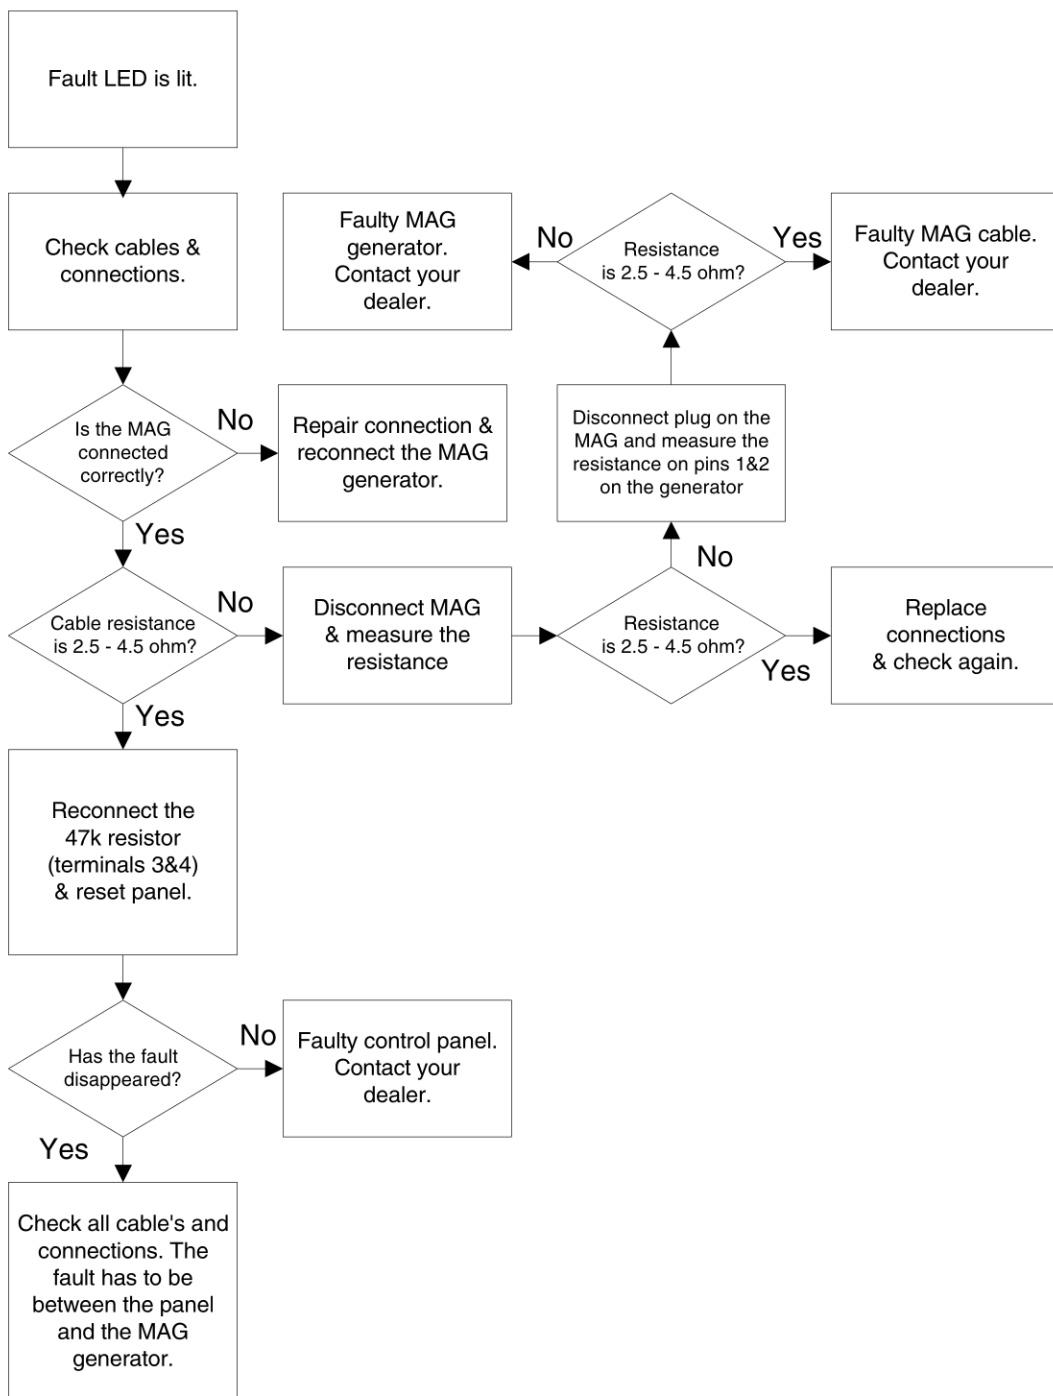 Fault LED is lit.
Check cables &
connections.
Faulty MAG
generator.
Contact your
dealer.
No
Resistance
is 2.5 - 4.5 ohm?
Yes
Faulty MAG cable.
Contact your
dealer.
Is the MAG
connected
correctly?
No
Repair connection &
reconnect the MAG
generator.
Disconnect plug on the
MAG and measure the
resistance on pins 1&2
on the generator
Yes
No
Cable resistance
is 2.5 - 4.5 ohm?
No
Disconnect MAG
& measure the
resistance
Resistance
is 2.5 - 4.5 ohm?
Yes
Replace
connections
& check again.
Yes
Reconnect the
47k resistor
(terminals 3&4)
& reset panel.
Has the fault
disappeared?
No
Faulty control panel.
Contact your
dealer.
Yes
Check all cable's and
connections. The
fault has to be
between the panel
and the MAG
generator.